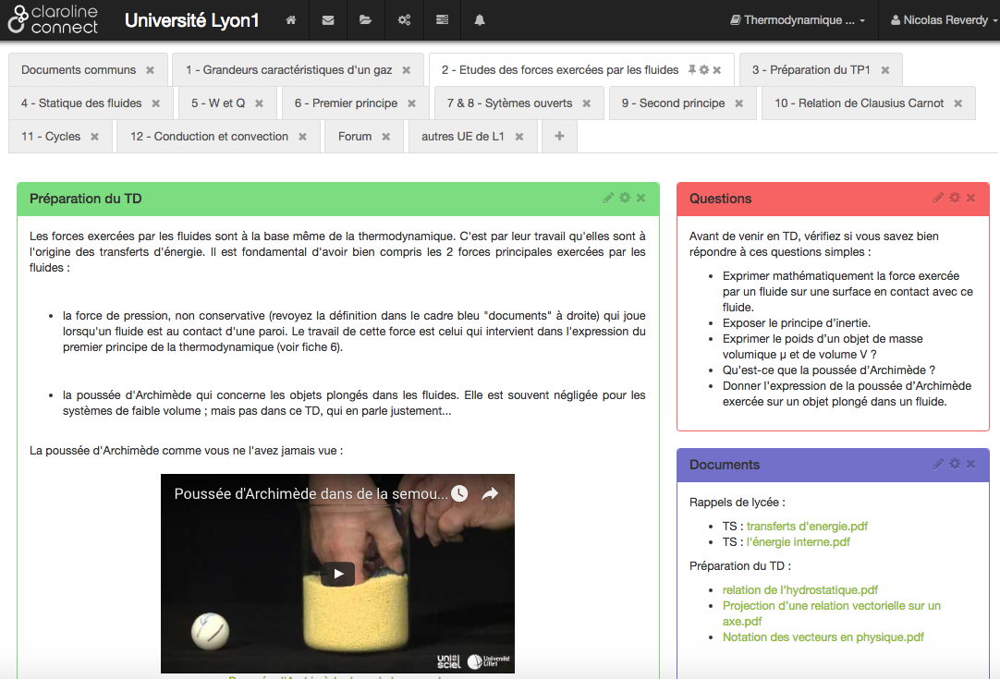 claroline
connect
Université Lyon1
Thermodynamique ...
Nicolas Reverdy
Documents communs
1 - Grandeurs caractéristiques d'un gaz
2 - Etudes des forces exercées par les fluides
3 - Préparation du TP1
4 - Statique des fluides
5 - W et Q
6 - Premier principe
7 & 8 - Sytèmes ouverts
9 - Second principe
10 - Relation de Clausius Carnot
11 - Cycles
12 - Conduction et convection
Forum
autres UE de L1
Préparation du TD
Les forces exercées par les fluides sont à la base même de la thermodynamique. C'est par leur travail qu'elles sont à
l'origine des transferts d'énergie. Il est fondamental d'avoir bien compris les 2 forces principales exercées par les
fluides :
la force de pression, non conservative (revoyez la définition dans le cadre bleu "documents" à droite) qui joue
lorsqu'un fluide est au contact d'une paroi. Le travail de cette force est celui qui intervient dans l'expression du
premier principe de la thermodynamique (voir fiche 6).
la poussée d'Archimède qui concerne les objets plongés dans les fluides. Elle est souvent négligée pour les
systèmes de faible volume ; mais pas dans ce TD, qui en parle justement...
La poussée d'Archimède comme vous ne l'avez jamais vue :
Poussée d'Archimède dans de la semou...
uni sciel
Université Lille1
Questions
Avant de venir en TD, vérifiez si vous savez bien
répondre à ces questions simples :
Exprimer mathématiquement la force exercée
par un fluide sur une surface en contact avec ce
fluide.
Exposer le principe d'inertie.
Exprimer le poids d'un objet de masse
volumique μ et de volume V ?
Qu'est-ce que la poussée d'Archimède ?
Donner l'expression de la poussée d'Archimède
exercée sur un objet plongé dans un fluide.
Documents
Rappels de lycée :
TS : transferts d'energie.pdf
TS : l'énergie interne.pdf
Préparation du TD :
relation de l'hydrostatique.pdf
Projection d'une relation vectorielle sur un
axe.pdf
Notation des vecteurs en physique.pdf